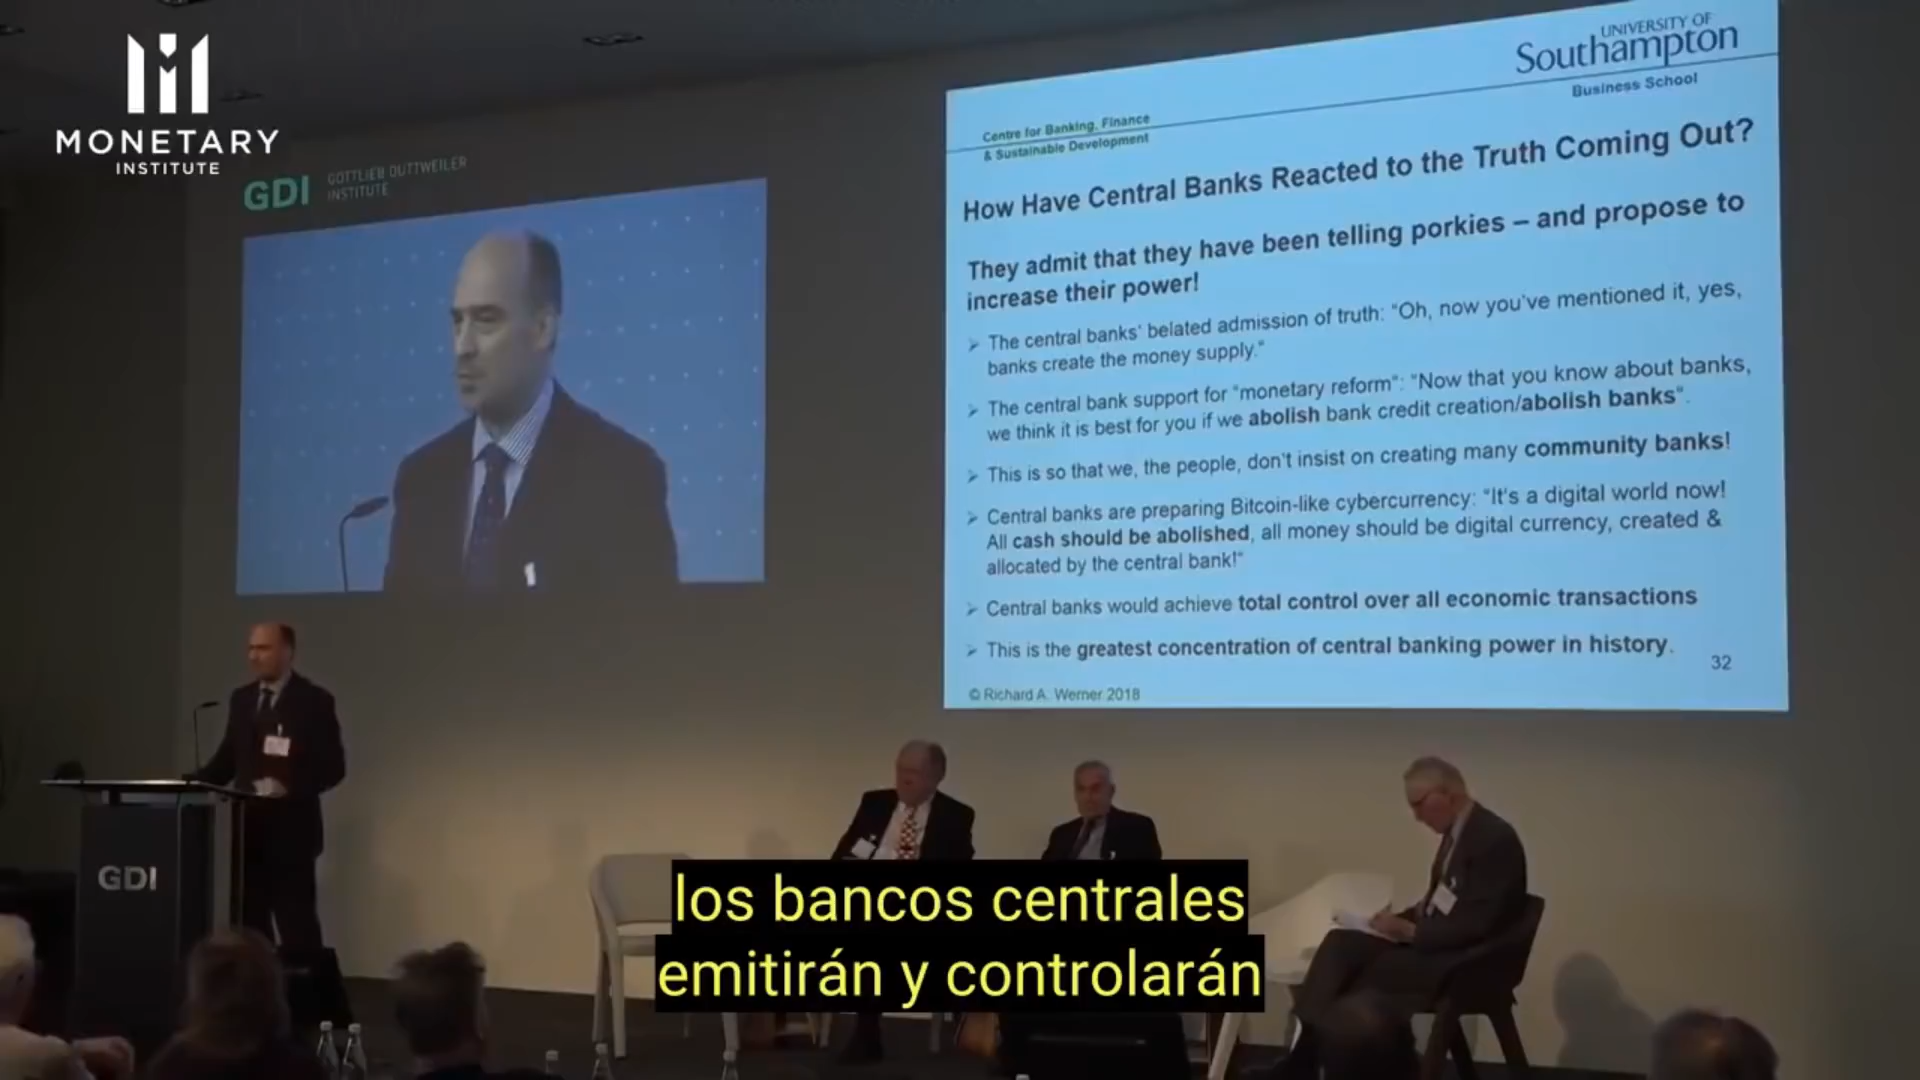 MONETARY
INSTITUTE
GDI
GOTTLIEB DUTTWEILER
INSTITUTE
UNIVERSITY OF
Southampton
Business School
Centre for Banking, Finance
& Sustainable Development
How Have Central Banks Reacted to the Truth Coming Out?
They admit that they have been telling porkies – and propose to
increase their power!
➢ The central banks' belated admission of truth: "Oh, now you've mentioned it, yes,
banks create the money supply."
➢ The central bank support for "monetary reform": "Now that you know about banks,
we think it is best for you if we abolish bank credit creation/abolish banks".
➢ This is so that we, the people, don't insist on creating many community banks!
➢ Central banks are preparing Bitcoin-like cybercurrency: "It's a digital world now!
All cash should be abolished, all money should be digital currency, created &
allocated by the central bank!"
➢ Central banks would achieve total control over all economic transactions
➢ This is the greatest concentration of central banking power in history.
32
© Richard A. Werner 2018
GDI
los bancos centrales
emitirán y controlarán